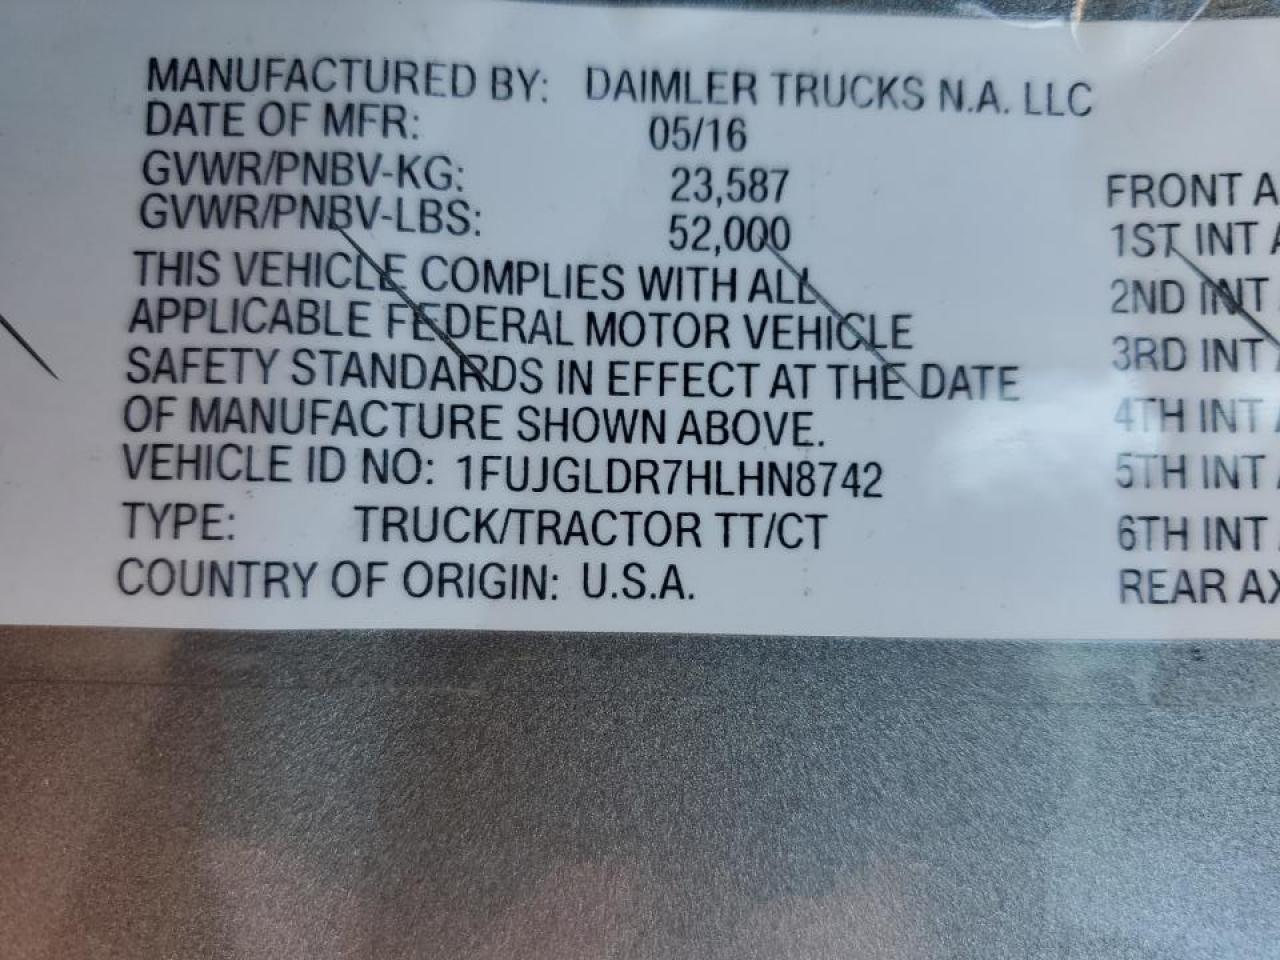 MANUFACTURED BY: DAIMLER TRUCKS N.A. LLC
DATE OF MFR: 05/16
GVWR/PNBV-KG: 23,587
GVWR/PNBV-LBS: 52,000
THIS VEHICLE COMPLIES WITH ALL
APPLICABLE FEDERAL MOTOR VEHICLE
SAFETY STANDARDS IN EFFECT AT THE DATE
OF MANUFACTURE SHOWN ABOVE.
VEHICLE ID NO: 1FUJGLDR7HLHN8742
TYPE: TRUCK/TRACTOR TT/CT
COUNTRY OF ORIGIN: U.S.A.
FRONT A
1ST INT A
2ND INT
3RD INT A
4TH INT A
5TH INT A
6TH INT A
REAR AX